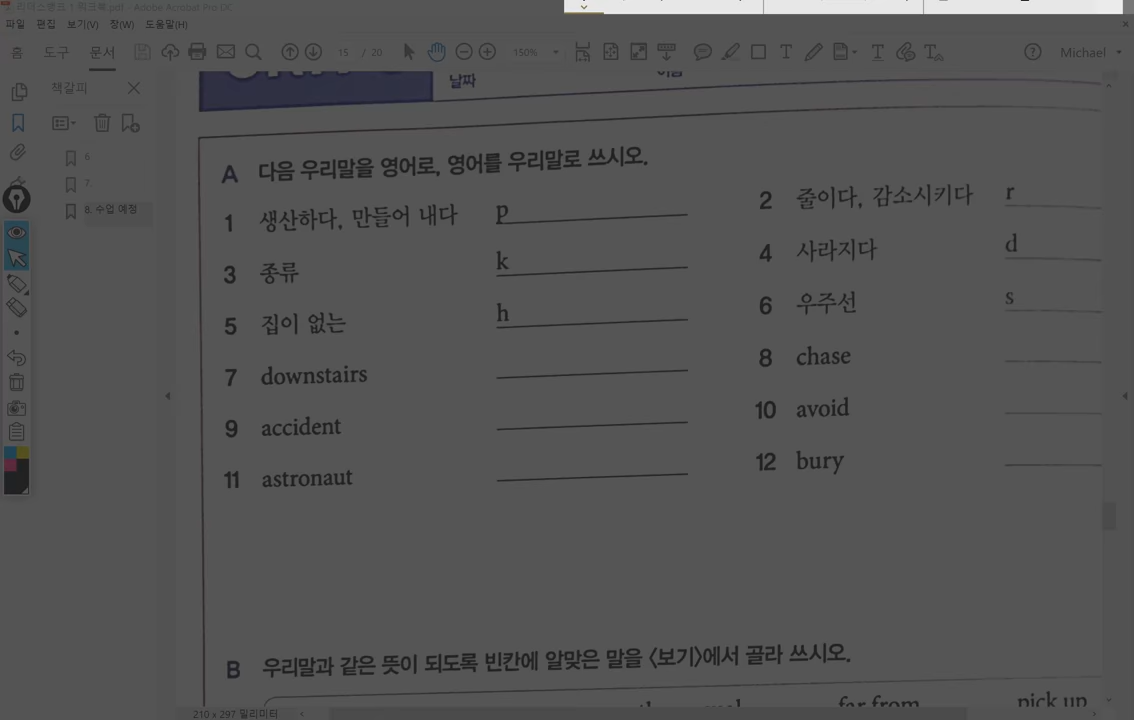 파일 편집 보기(V) 창(W) 도움말(H)
홈 도구 문서 15 / 20 150% Michael
책갈피
6
7
8. 수업 예정
날짜
A 다음 우리말을 영어로, 영어를 우리말로 쓰시오.
1 생산하다, 만들어 내다 p
2 줄이다, 감소시키다 r
3 종류 k
4 사라지다 d
5 집이 없는 h
6 우주선 s
7 downstairs
8 chase
9 accident
10 avoid
11 astronaut
12 bury
B 우리말과 같은 뜻이 되도록 빈칸에 알맞은 말을 〈보기〉에서 골라 쓰시오.
far from pick up
210 x 297 밀리미터